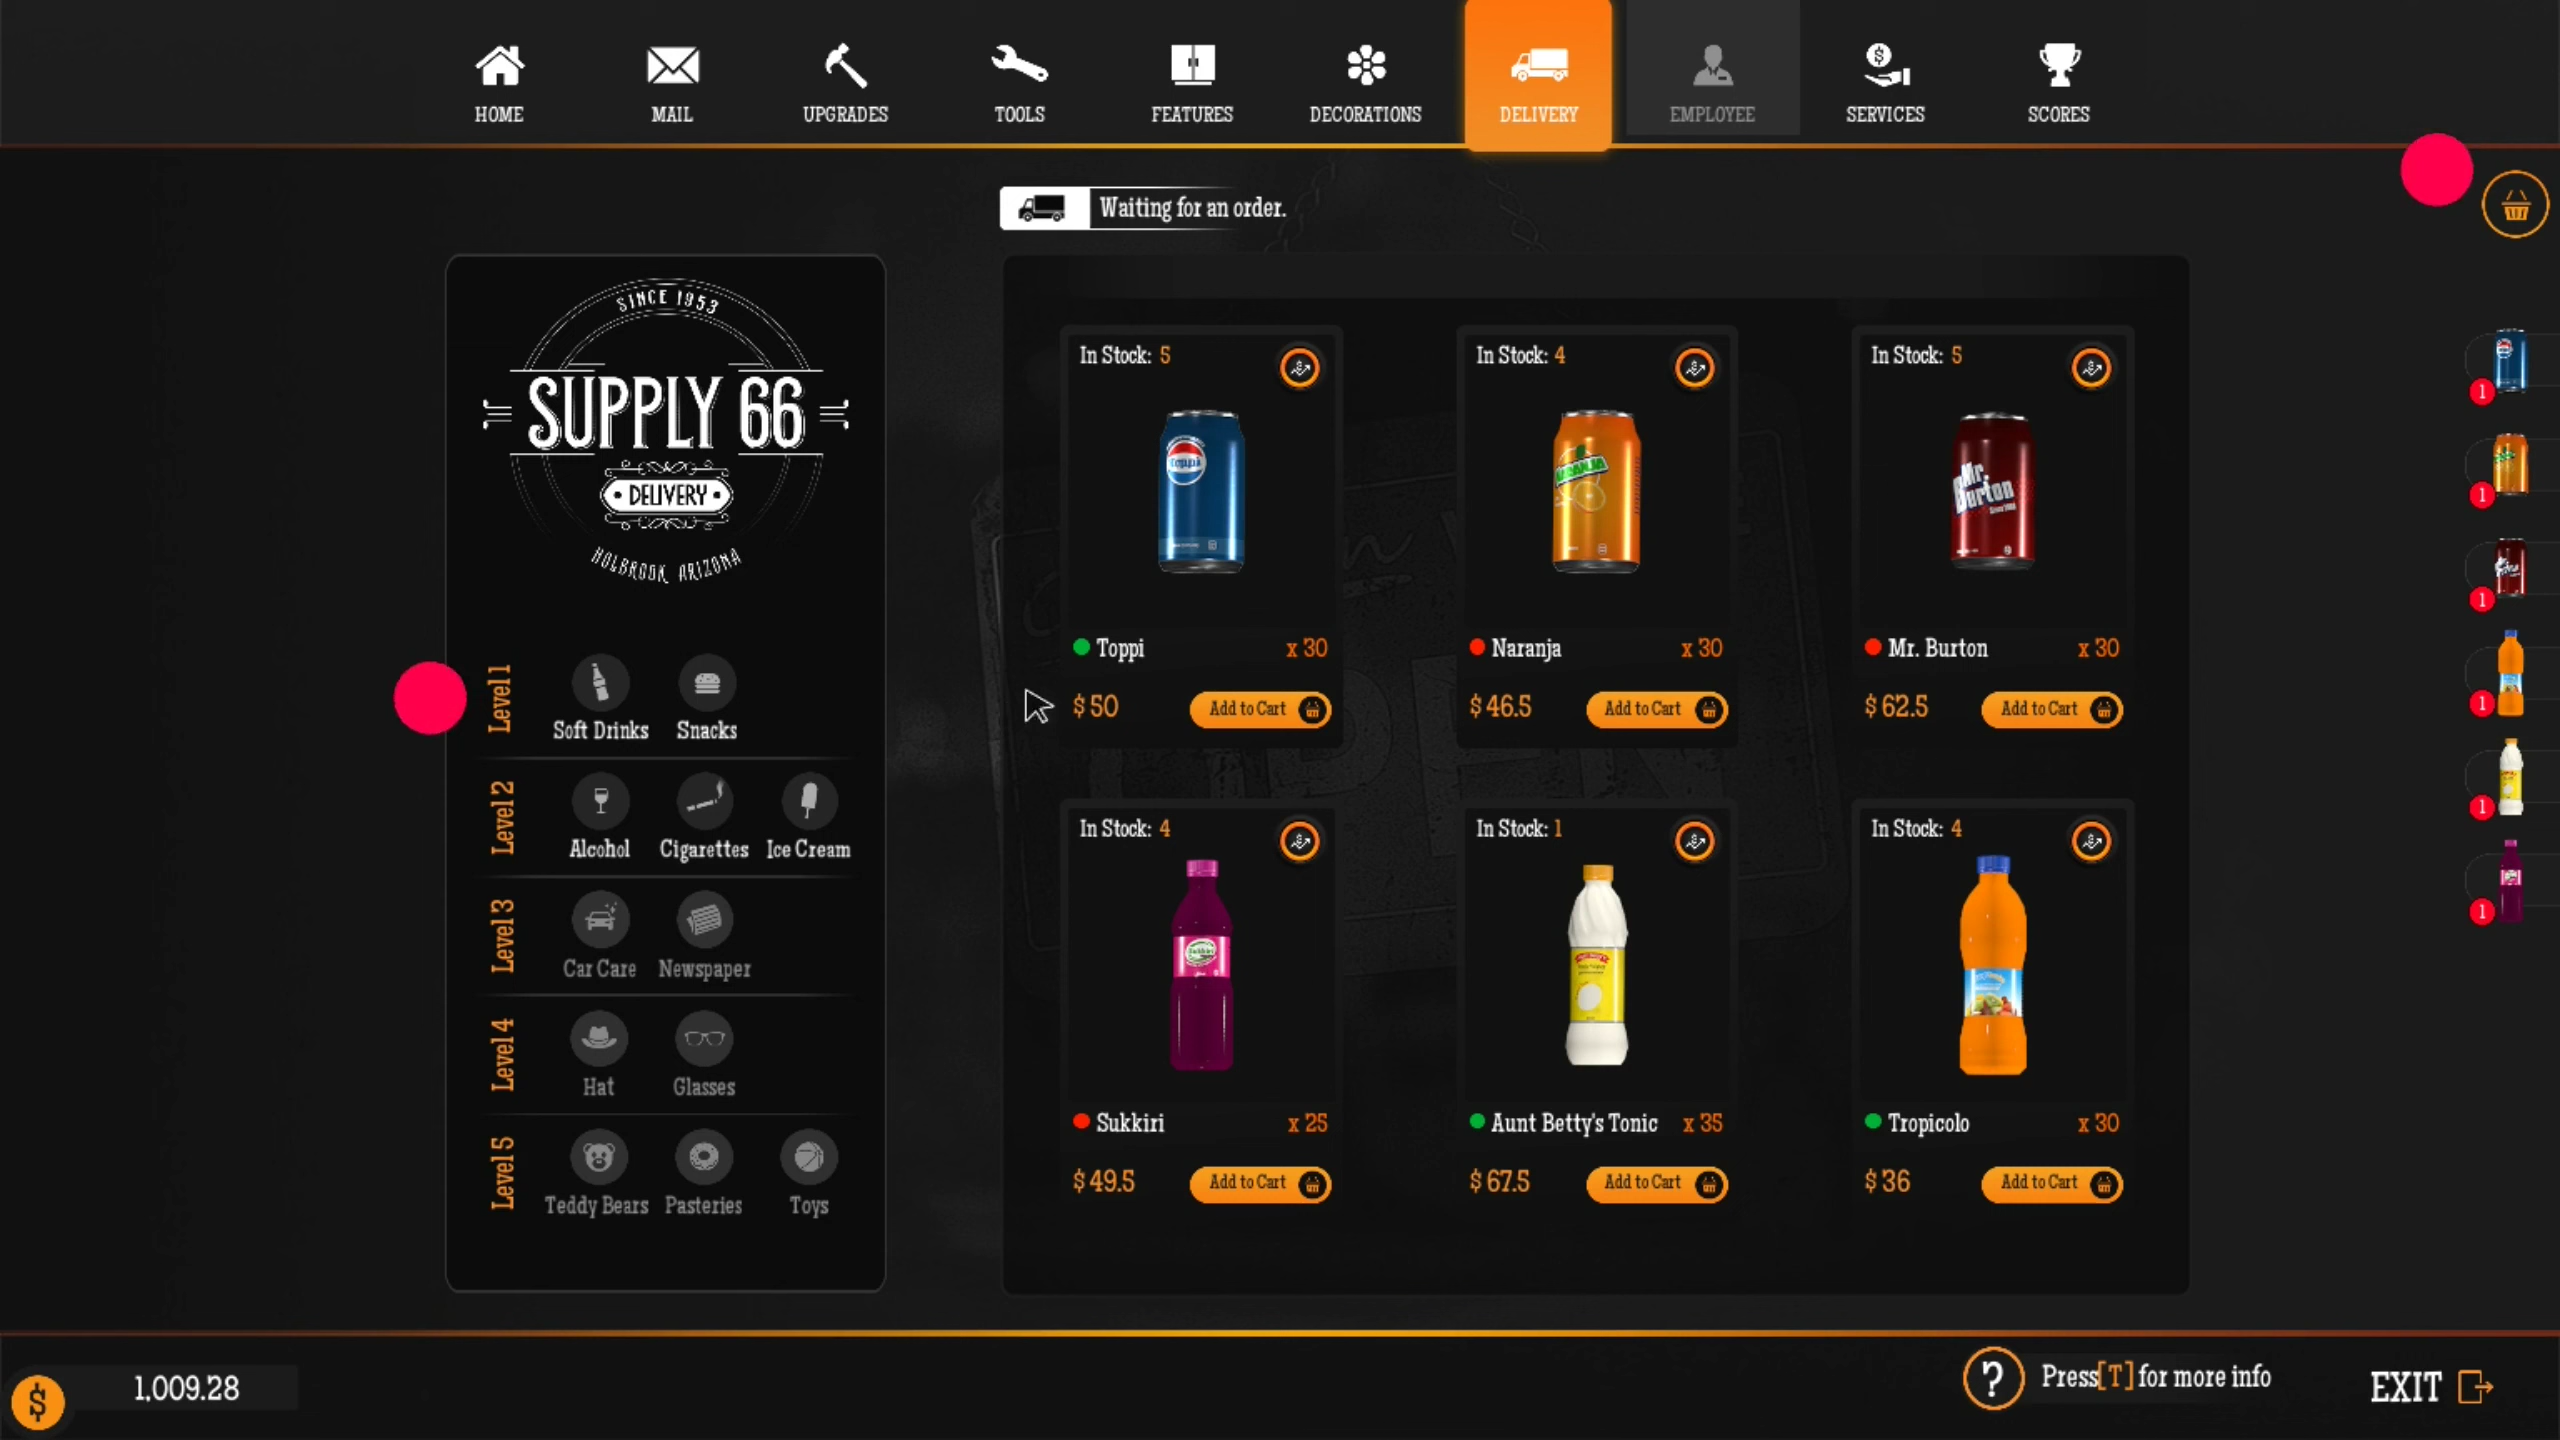 HOME
MAIL
UPGRADES
TOOLS
FEATURES
DECORATIONS
DELIVERY
EMPLOYEE
SERVICES
SCORES
Waiting for an order.
SINCE 1953
SUPPLY 66
• DELIVERY •
HOLBROOK, ARIZONA
Level 1
Soft Drinks
Snacks
Level 2
Alcohol
Cigarettes
Ice Cream
Level 3
Car Care
Newspaper
Level 4
Hat
Glasses
Level 5
Teddy Bears
Pasteries
Toys
In Stock: 5
Toppi x 30
$ 50 Add to Cart
In Stock: 4
NARANJA
Naranja x 30
$ 46.5 Add to Cart
In Stock: 5
Mr. Burton
Mr. Burton x 30
$ 62.5 Add to Cart
In Stock: 4
Sukkiri x 25
$ 49.5 Add to Cart
In Stock: 1
Aunt Betty's Tonic x 35
$ 67.5 Add to Cart
In Stock: 4
Tropicolo x 30
$ 36 Add to Cart
1
1
1
1
1
1
$ 1,009.28
? Press[T] for more info
EXIT